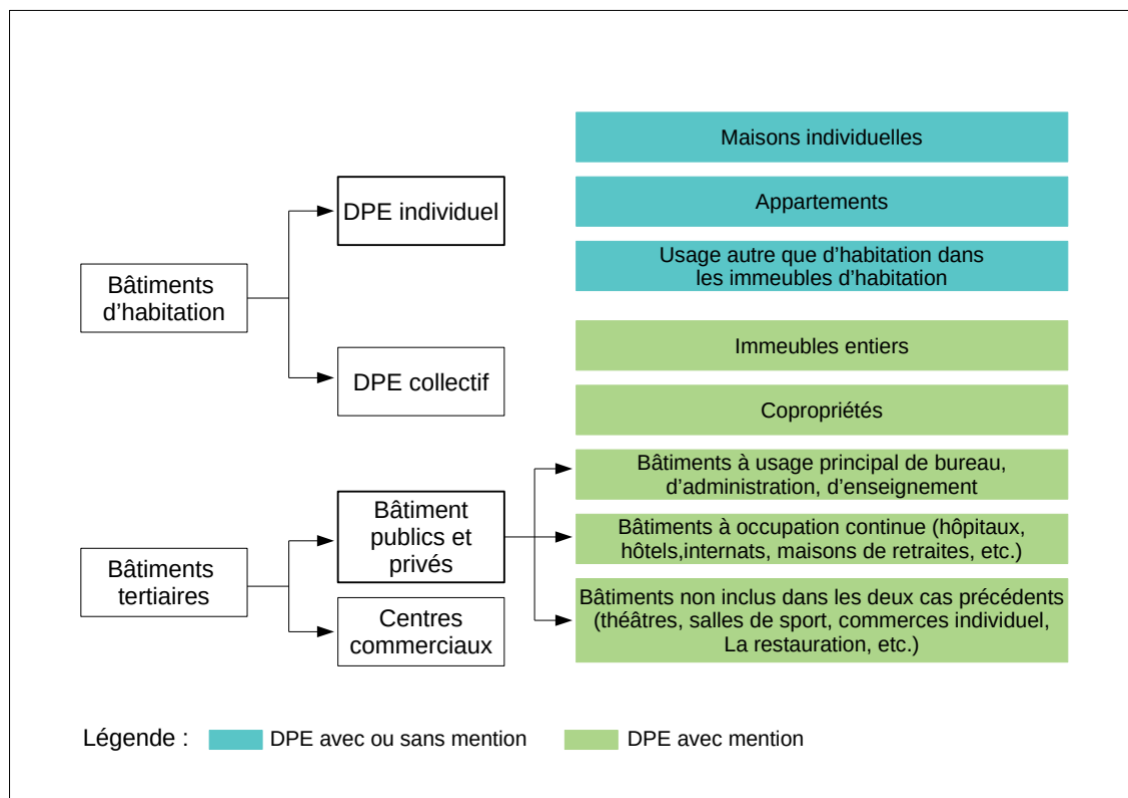 Maisons individuelles
DPE individuel
Appartements
Usage autre que d’habitation dans
les immeubles d’habitation
Bâtiments
d’habitation
Immeubles entiers
DPE collectif
Copropriétés
Bâtiments à usage principal de bureau,
d’administration, d’enseignement
Bâtiment
publics et
privés
Bâtiments à occupation continue (hôpitaux,
hôtels,internats, maisons de retraites, etc.)
Bâtiments
tertiaires
Bâtiments non inclus dans les deux cas précédents
(théâtres, salles de sport, commerces individuel,
La restauration, etc.)
Centres
commerciaux
Légende :
DPE avec ou sans mention
DPE avec mention